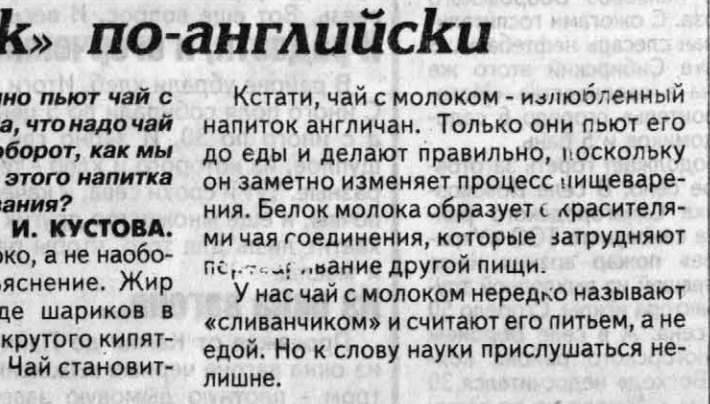 к» по-английски
но пьют чай с
а, что надо чай
оборот, как мы
этого напитка
вания?
И. КУСТОВА.
ко, а не наобо-
яснение. Жир
де шариков в
крутого кипят-
Чай становит-
Кстати, чай с молоком - излюбленный
напиток англичан. Только они пьют его
до еды и делают правильно, поскольку
он заметно изменяет процесс пищеваре-
ния. Белок молока образует с красителя-
ми чая соединения, которые затрудняют
переваривание другой пищи.
У нас чай с молоком нередко называют
«сливанчиком» и считают его питьем, а не
едой. Но к слову науки прислушаться не-
лишне.